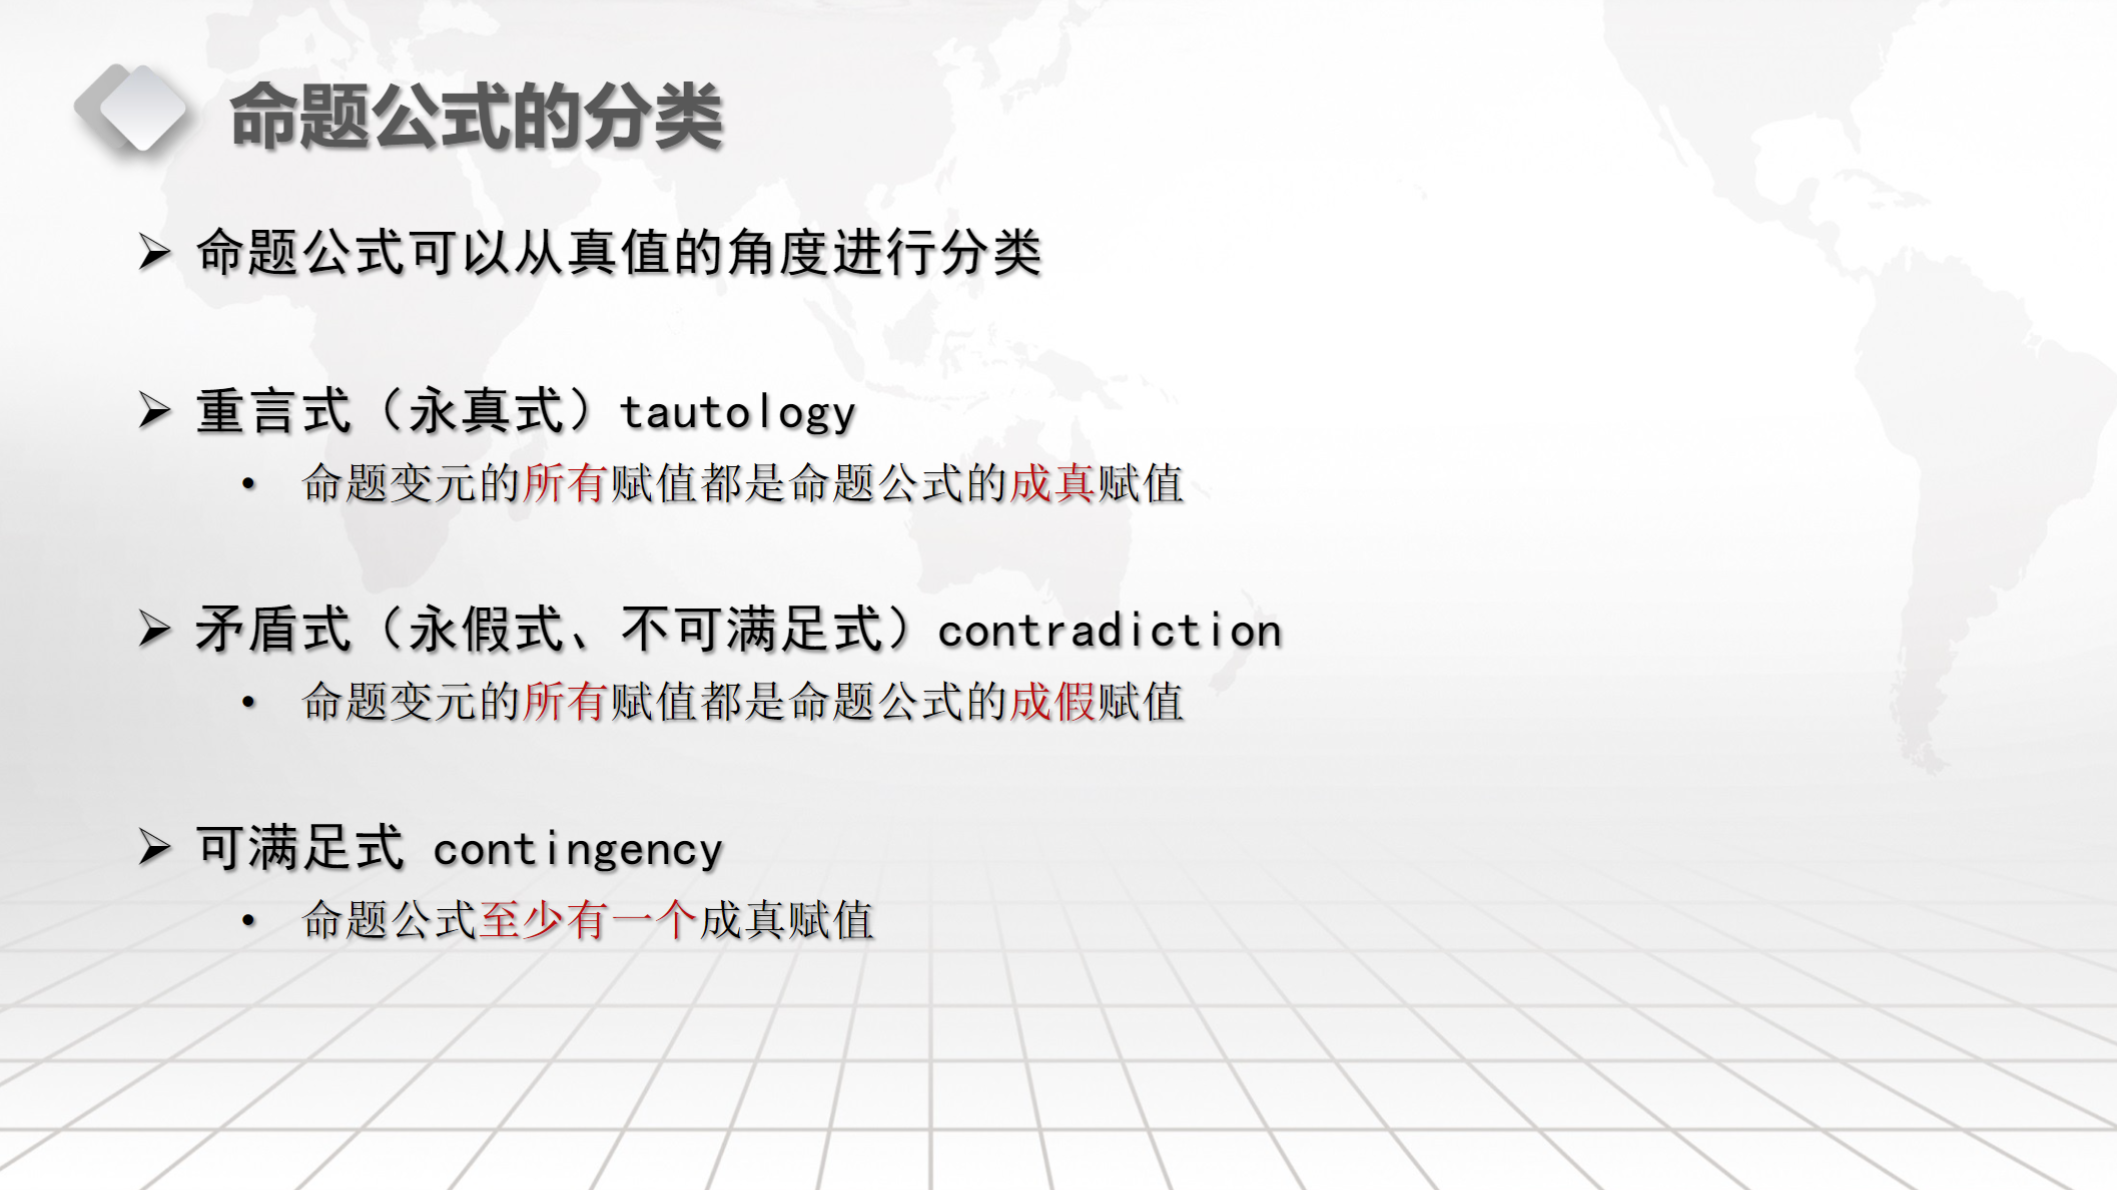 命题公式的分类
命题公式可以从真值的角度进行分类
重言式（永真式）tautology
命题变元的所有赋值都是命题公式的成真赋值
矛盾式（永假式、不可满足式）contradiction
命题变元的所有赋值都是命题公式的成假赋值
可满足式 contingency
命题公式至少有一个成真赋值